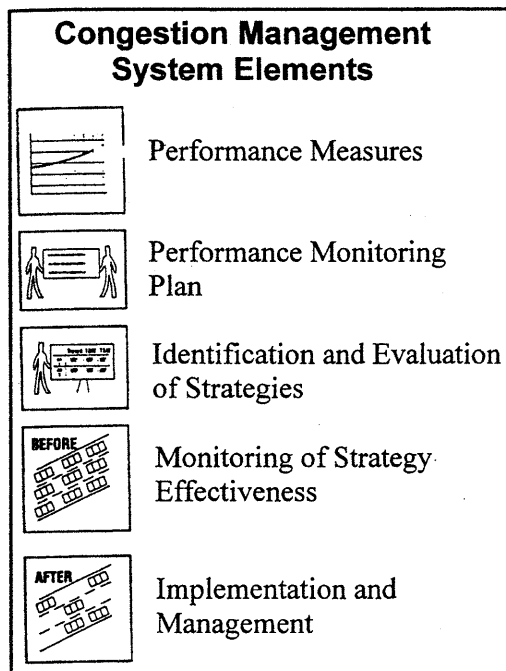 Congestion Management
System Elements
Performance Measures
Performance Monitoring
Plan
Identification and Evaluation
of Strategies
BEFORE
Monitoring of Strategy
Effectiveness
AFTER
Implementation and
Management